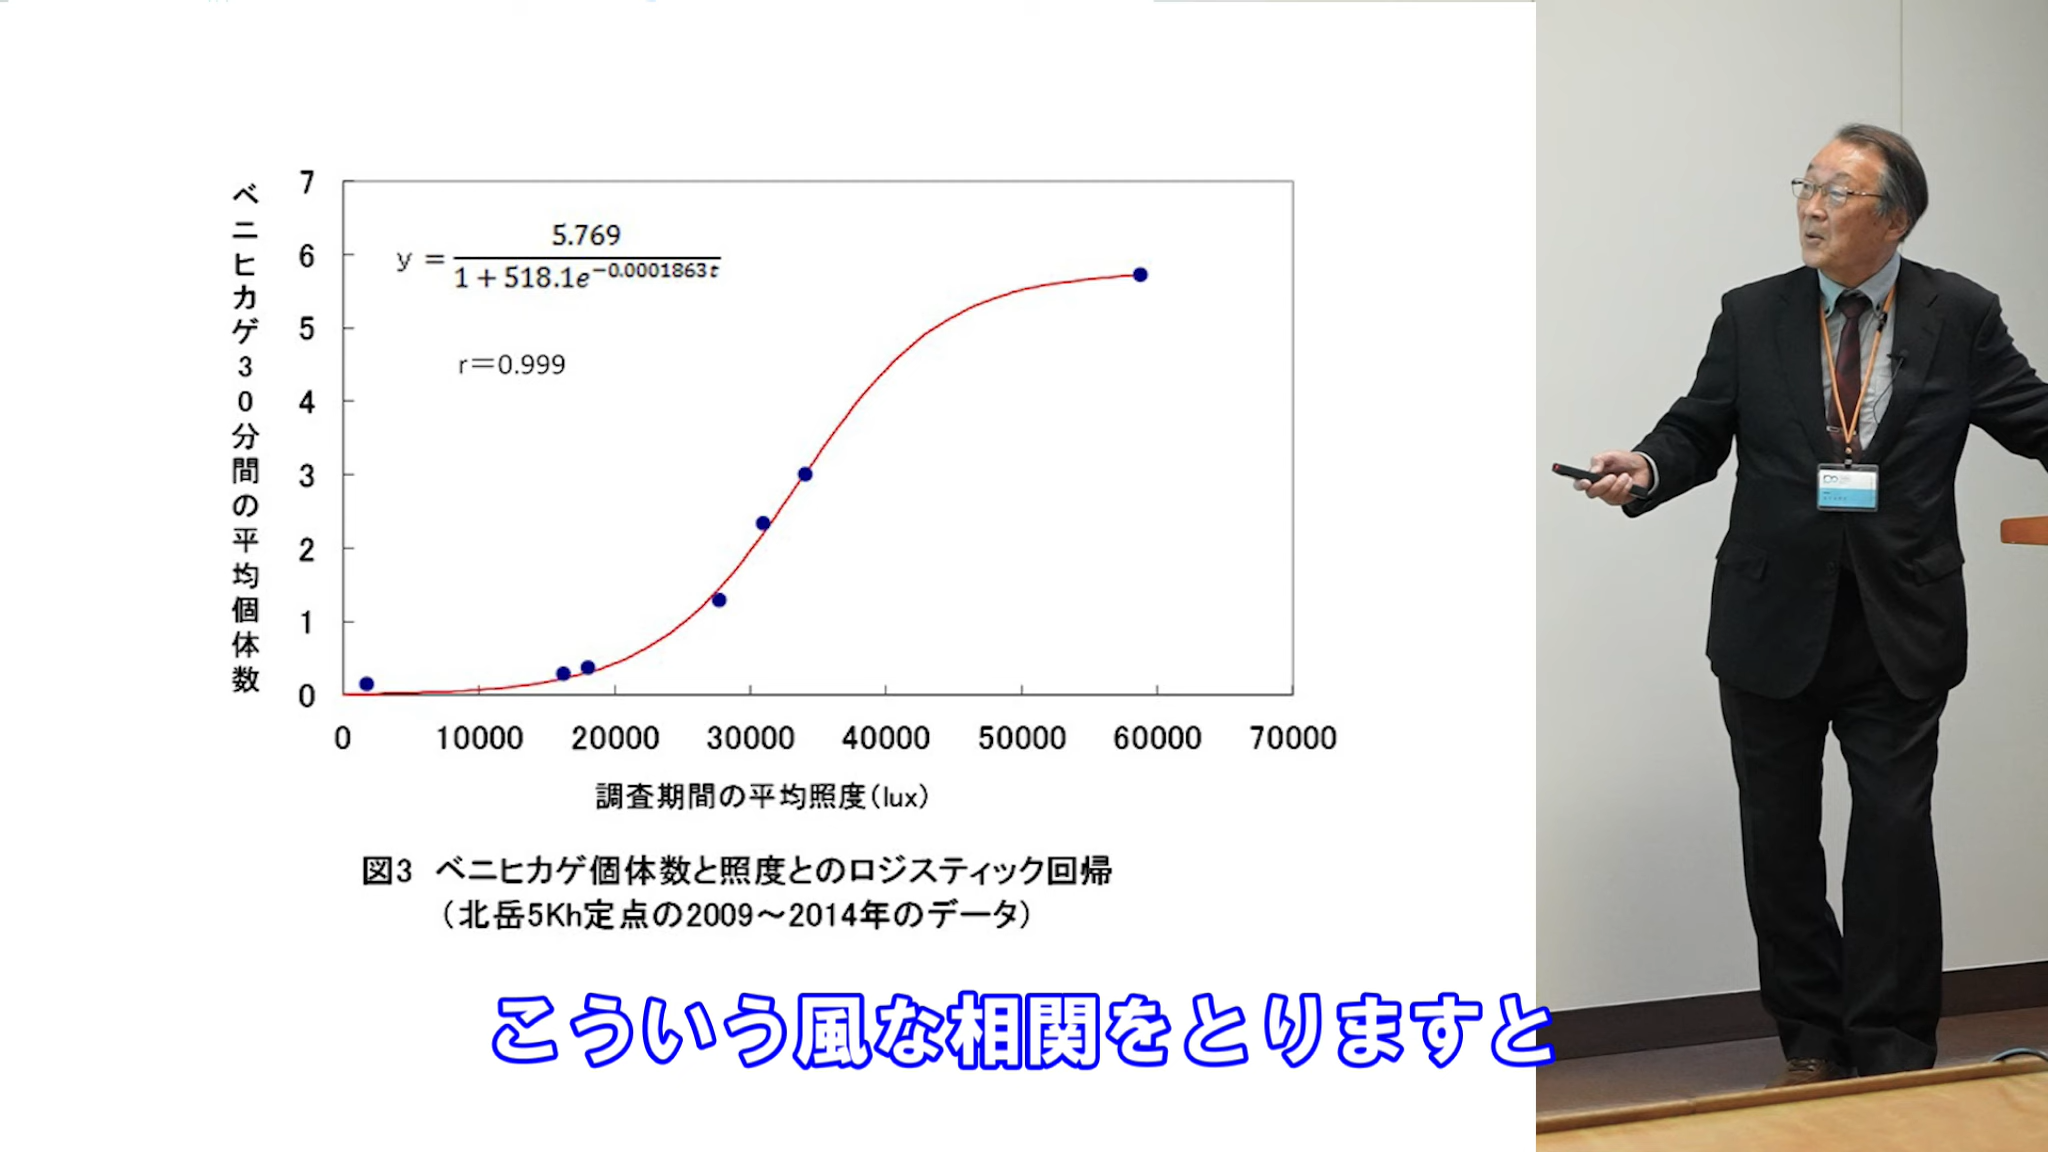 ベニヒカゲ30分間の平均個体数
7
6
5
4
3
2
1
0
y = 5.769 / 1 + 518.1e^−0.0001863t
r＝0.999
0 10000 20000 30000 40000 50000 60000 70000
調査期間の平均照度(lux)
図3 ベニヒカゲ個体数と照度とのロジスティック回帰
（北岳5Kh定点の2009～2014年のデータ）
こういう風な相関をとりますと